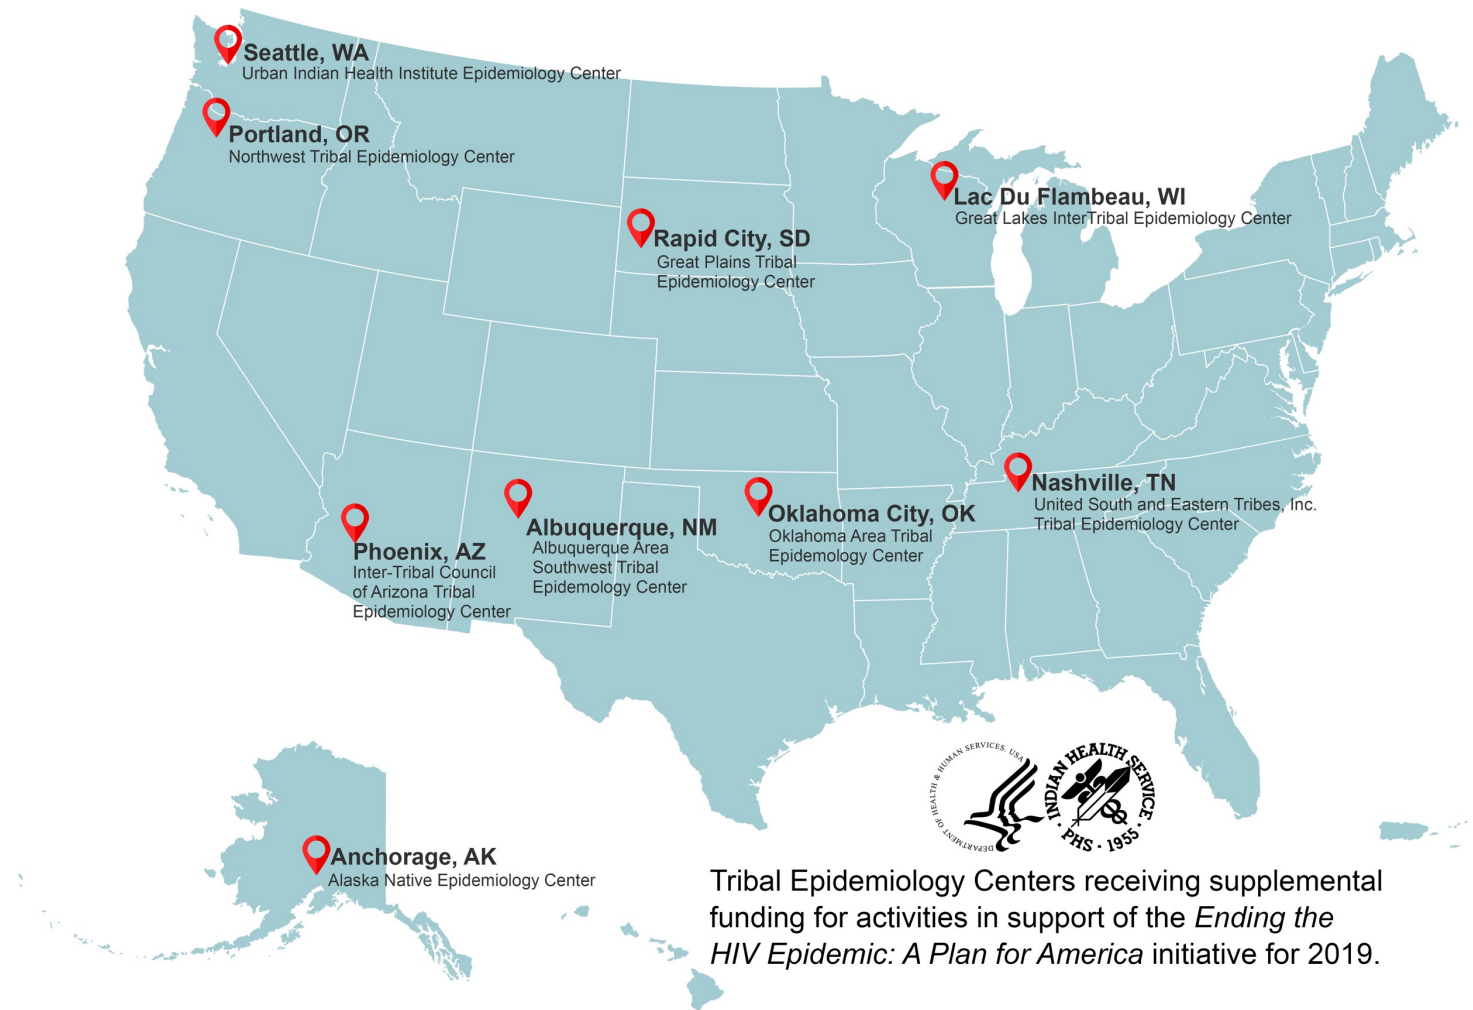 Seattle, WA
Urban Indian Health Institute Epidemiology Center
Portland, OR
Northwest Tribal Epidemiology Center
Lac Du Flambeau, WI
Great Lakes InterTribal Epidemiology Center
Rapid City, SD
Great Plains Tribal
Epidemiology Center
Nashville, TN
United South and Eastern Tribes, Inc.
Tribal Epidemiology Center
Oklahoma City, OK
Oklahoma Area Tribal
Epidemology Center
Albuquerque, NM
Albuquerque Area
Southwest Tribal
Epidemology Center
Phoenix, AZ
Inter-Tribal Council
of Arizona Tribal
Epidemiology Center
DEPARTMENT OF HEALTH & HUMAN SERVICES. USA
INDIAN HEALTH SERVICE
· PHS · 1955 ·
Anchorage, AK
Alaska Native Epidemiology Center
Tribal Epidemiology Centers receiving supplemental
funding for activities in support of the Ending the
HIV Epidemic: A Plan for America initiative for 2019.